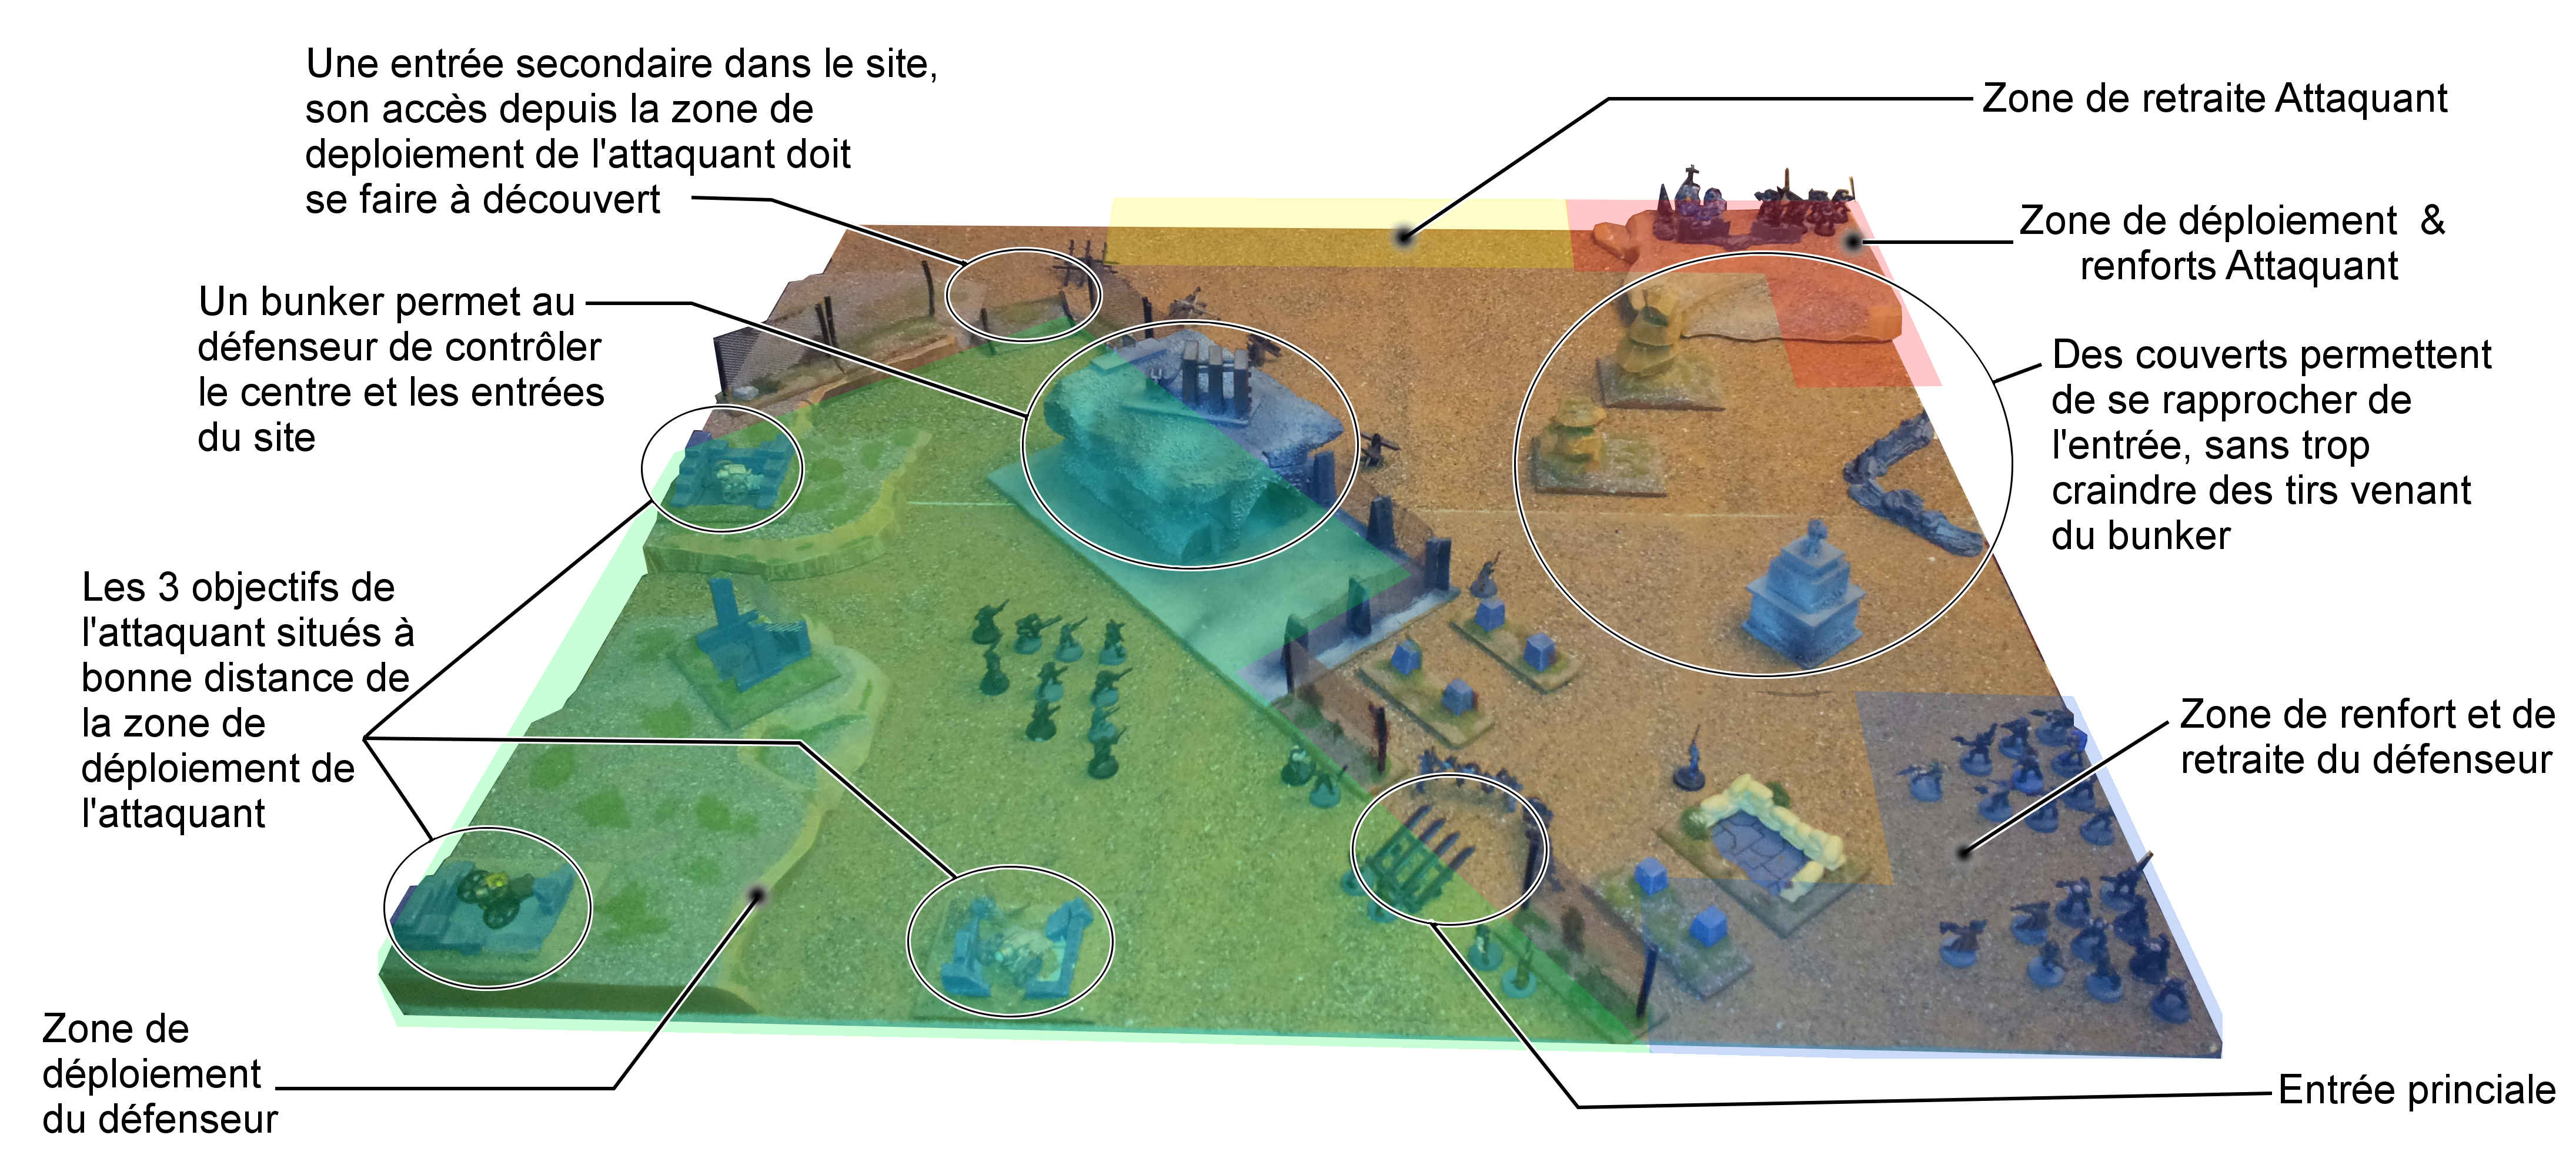 Une entrée secondaire dans le site,
son accès depuis la zone de
deploiement de l'attaquant doit
se faire à découvert
Zone de retraite Attaquant
Zone de déploiement &
renforts Attaquant
Un bunker permet au
défenseur de contrôler
le centre et les entrées
du site
Des couverts permettent
de se rapprocher de
l'entrée, sans trop
craindre des tirs venant
du bunker
Les 3 objectifs de
l'attaquant situés à
bonne distance de
la zone de
déploiement de
l'attaquant
Zone de renfort et de
retraite du défenseur
Zone de
déploiement
du défenseur
Entrée princiale